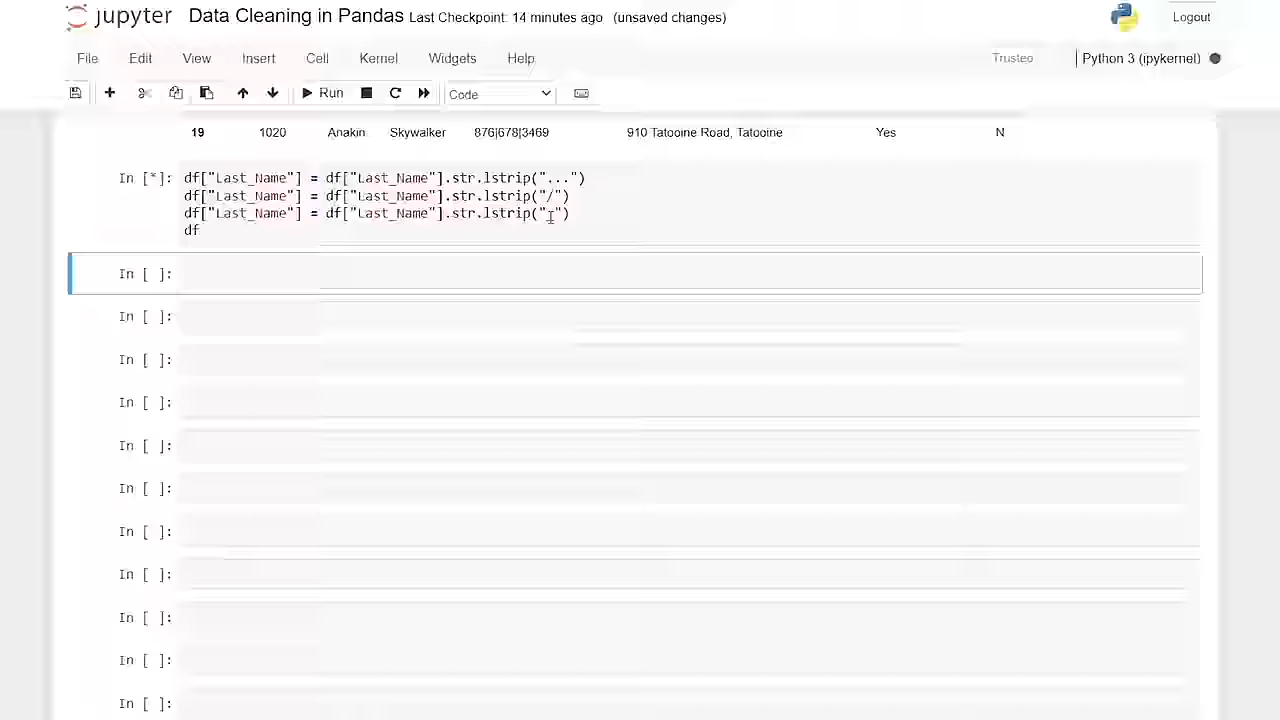 jupyter Data Cleaning in Pandas Last Checkpoint: 14 minutes ago (unsaved changes) Logout
File Edit View Insert Cell Kernel Widgets Help Trusted Python 3 (ipykernel)
Run Code
19 1020 Anakin Skywalker 876|678|3469 910 Tatooine Road, Tatooine Yes N
In [*]: df["Last_Name"] = df["Last_Name"].str.lstrip("...")
df["Last_Name"] = df["Last_Name"].str.lstrip("/")
df["Last_Name"] = df["Last_Name"].str.lstrip("_")
df
In [ ]:
In [ ]:
In [ ]:
In [ ]:
In [ ]:
In [ ]:
In [ ]:
In [ ]:
In [ ]:
In [ ]:
In [ ]: